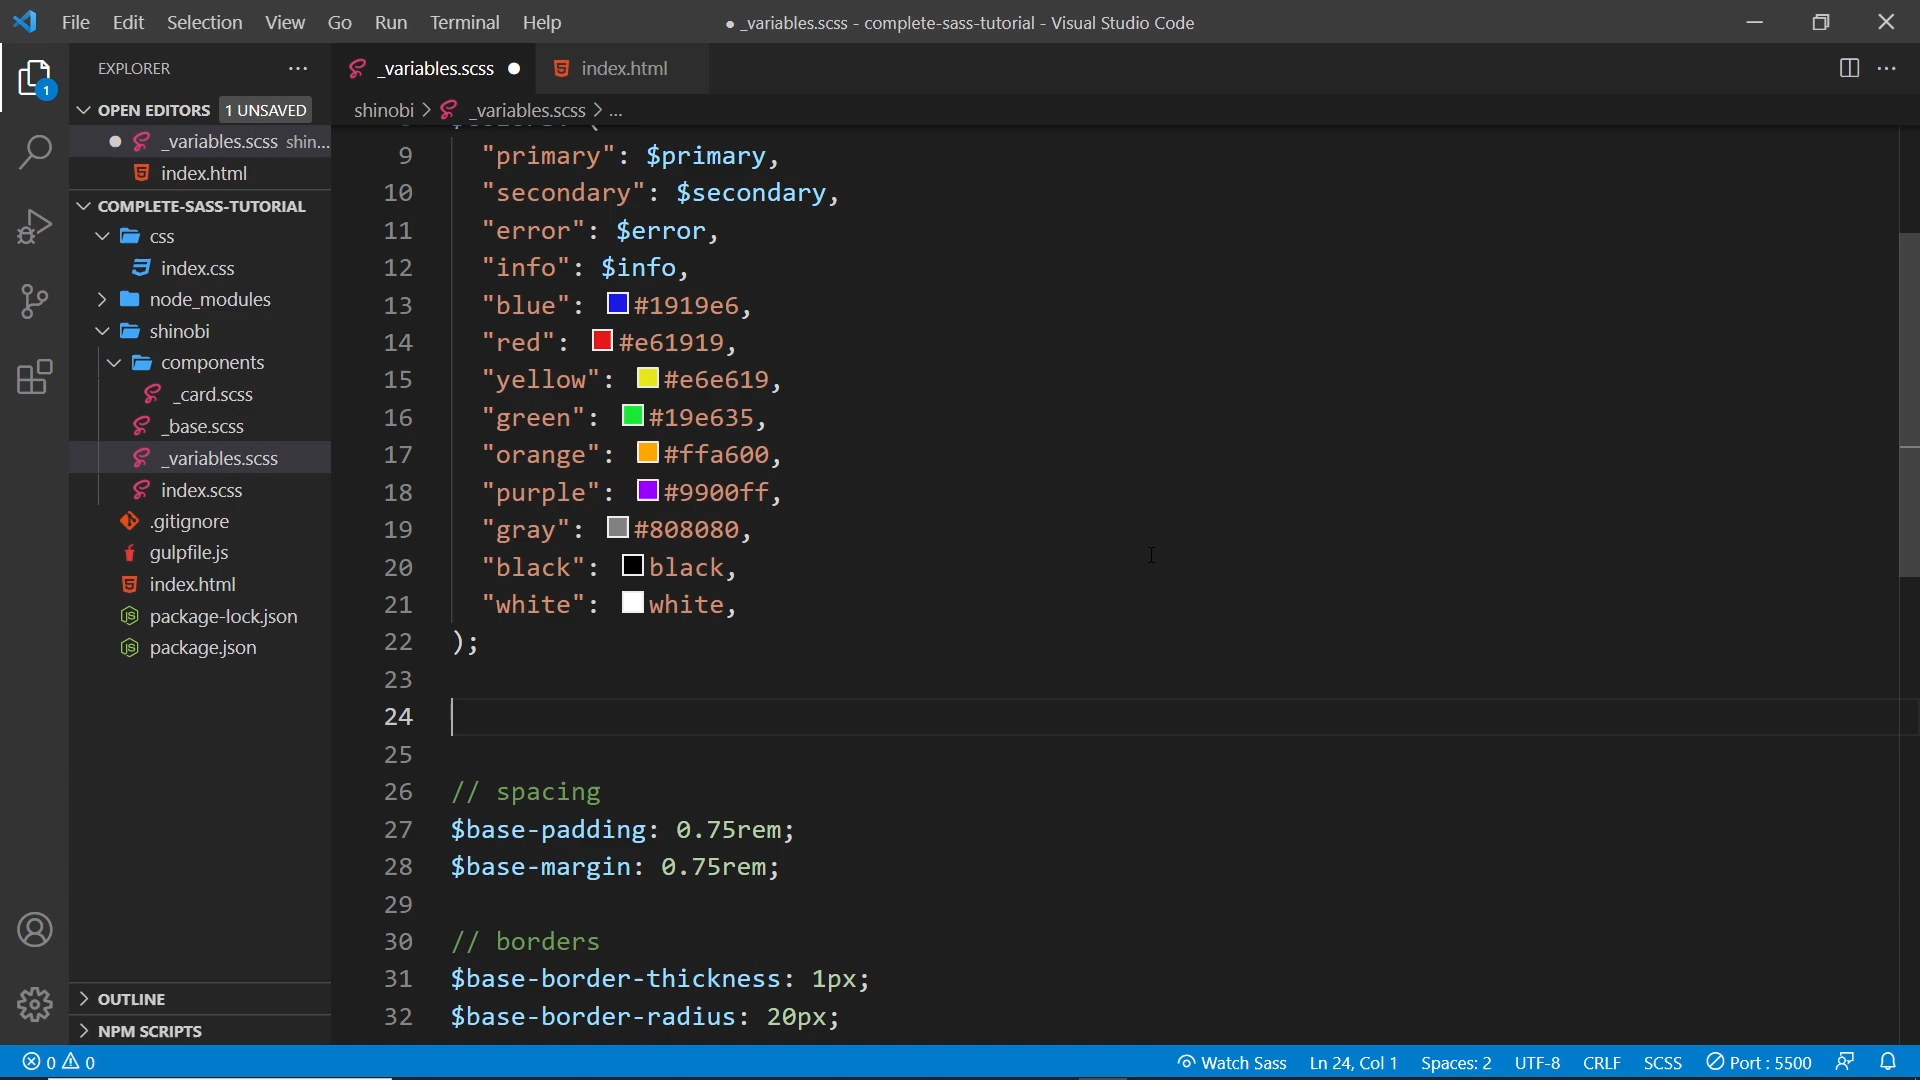 File Edit Selection View Go Run Terminal Help
● _variables.scss - complete-sass-tutorial - Visual Studio Code
EXPLORER ···
1
OPEN EDITORS 1 UNSAVED
_variables.scss shin...
index.html
COMPLETE-SASS-TUTORIAL
css
index.css
node_modules
shinobi
components
_card.scss
_base.scss
_variables.scss
index.scss
.gitignore
gulpfile.js
index.html
package-lock.json
package.json
OUTLINE
NPM SCRIPTS
_variables.scss ● index.html
shinobi > _variables.scss > ...
9 "primary": $primary,
10 "secondary": $secondary,
11 "error": $error,
12 "info": $info,
13 "blue": #1919e6,
14 "red": #e61919,
15 "yellow": #e6e619,
16 "green": #19e635,
17 "orange": #ffa600,
18 "purple": #9900ff,
19 "gray": #808080,
20 "black": black,
21 "white": white,
22 );
23
24
25
26 // spacing
27 $base-padding: 0.75rem;
28 $base-margin: 0.75rem;
29
30 // borders
31 $base-border-thickness: 1px;
32 $base-border-radius: 20px;
0 0 Watch Sass Ln 24, Col 1 Spaces: 2 UTF-8 CRLF SCSS Port : 5500